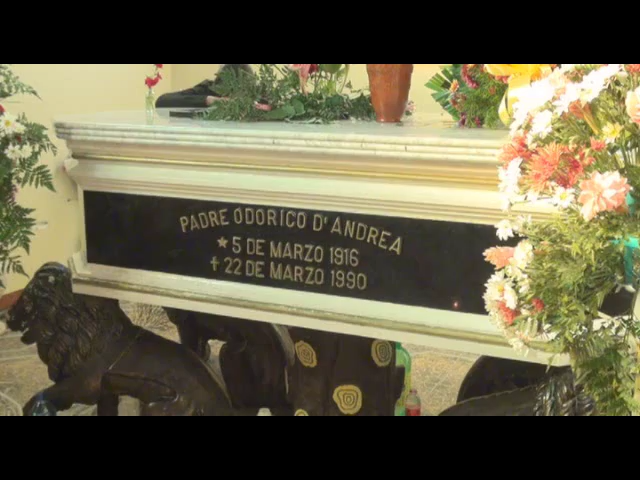 PADRE ODORICO D'ANDREA
* 5 DE MARZO 1916
✝ 22 DE MARZO 1990